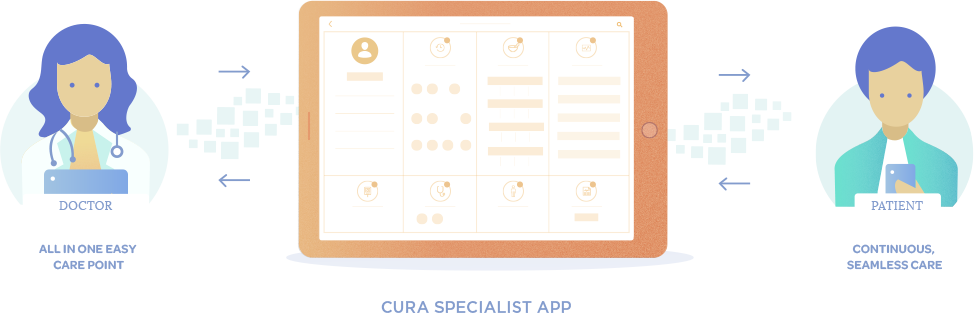 DOCTOR
ALL IN ONE EASY
CARE POINT
CURA SPECIALIST APP
PATIENT
CONTINUOUS,
SEAMLESS CARE